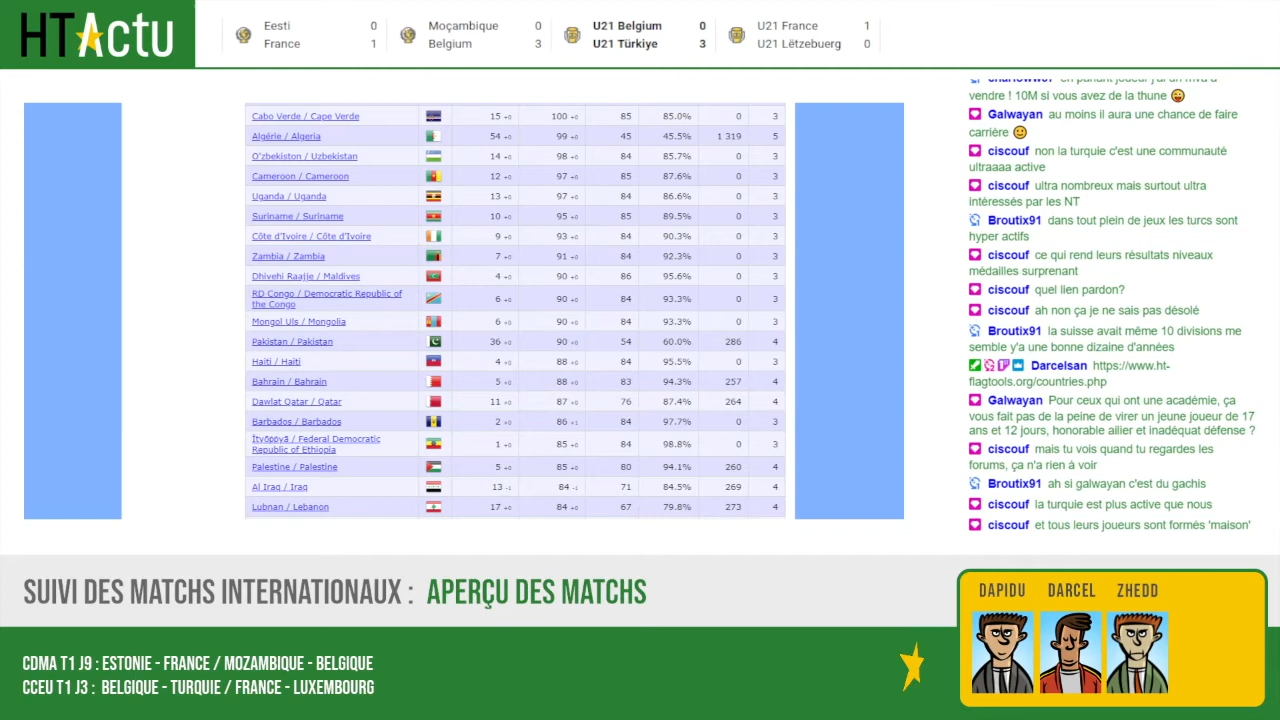 HTActu
Eesti 0
France 1
Moçambique 0
Belgium 3
U21 Belgium 0
U21 Türkiye 3
U21 France 1
U21 Lëtzebuerg 0
Cabo Verde / Cape Verde 15 +0 100 +0 85 85.0% 0 3
Algérie / Algeria 54 +0 99 +0 45 45.5% 1 319 5
O'zbekiston / Uzbekistan 14 +0 98 +0 84 85.7% 0 3
Cameroon / Cameroon 12 +0 97 +0 85 87.6% 0 3
Uganda / Uganda 13 +0 97 +0 84 86.6% 0 3
Suriname / Suriname 10 +0 95 +0 85 89.5% 0 3
Côte d'Ivoire / Côte d'Ivoire 9 +0 93 +0 84 90.3% 0 3
Zambia / Zambia 7 +0 91 +0 84 92.3% 0 3
Dhivehi Raajje / Maldives 4 +0 90 +0 86 95.6% 0 3
RD Congo / Democratic Republic of
the Congo 6 +0 90 +0 84 93.3% 0 3
Mongol Uls / Mongolia 6 +0 90 +0 84 93.3% 0 3
Pakistan / Pakistan 36 +0 90 +0 54 60.0% 286 4
Haiti / Haiti 4 +0 88 +0 84 95.5% 0 3
Bahrain / Bahrain 5 +0 88 +0 83 94.3% 257 4
Dawlat Qatar / Qatar 11 +0 87 +0 76 87.4% 264 4
Barbados / Barbados 2 +0 86 +1 84 97.7% 0 3
Ítyōppyā / Federal Democratic
Republic of Ethiopia 1 +0 85 +0 84 98.8% 0 3
Palestine / Palestine 5 +0 85 +0 80 94.1% 260 4
Al Iraq / Iraq 13 -1 84 -1 71 84.5% 269 4
Lubnan / Lebanon 17 +0 84 +0 67 79.8% 273 4
vendre ! 10M si vous avez de la thune
Galwayan au moins il aura une chance de faire
carrière
ciscouf non la turquie c'est une communauté
ultraaaa active
ciscouf ultra nombreux mais surtout ultra
intéressés par les NT
Broutix91 dans tout plein de jeux les turcs sont
hyper actifs
ciscouf ce qui rend leurs résultats niveaux
médailles surprenant
ciscouf quel lien pardon?
ciscouf ah non ça je ne sais pas désolé
Broutix91 la suisse avait même 10 divisions me
semble y'a une bonne dizaine d'années
Darcelsan https://www.ht-
flagtools.org/countries.php
Galwayan Pour ceux qui ont une académie, ça
vous fait pas de la peine de virer un jeune joueur de 17
ans et 12 jours, honorable ailier et inadéquat défense ?
ciscouf mais tu vois quand tu regardes les
forums, ça n'a rien à voir
Broutix91 ah si galwayan c'est du gachis
ciscouf la turquie est plus active que nous
ciscouf et tous leurs joueurs sont formés 'maison'
SUIVI DES MATCHS INTERNATIONAUX : APERÇU DES MATCHS
CDMA T1 J9 : ESTONIE - FRANCE / MOZAMBIQUE - BELGIQUE
CCEU T1 J3 : BELGIQUE - TURQUIE / FRANCE - LUXEMBOURG
DAPIDU DARCEL ZHEDD